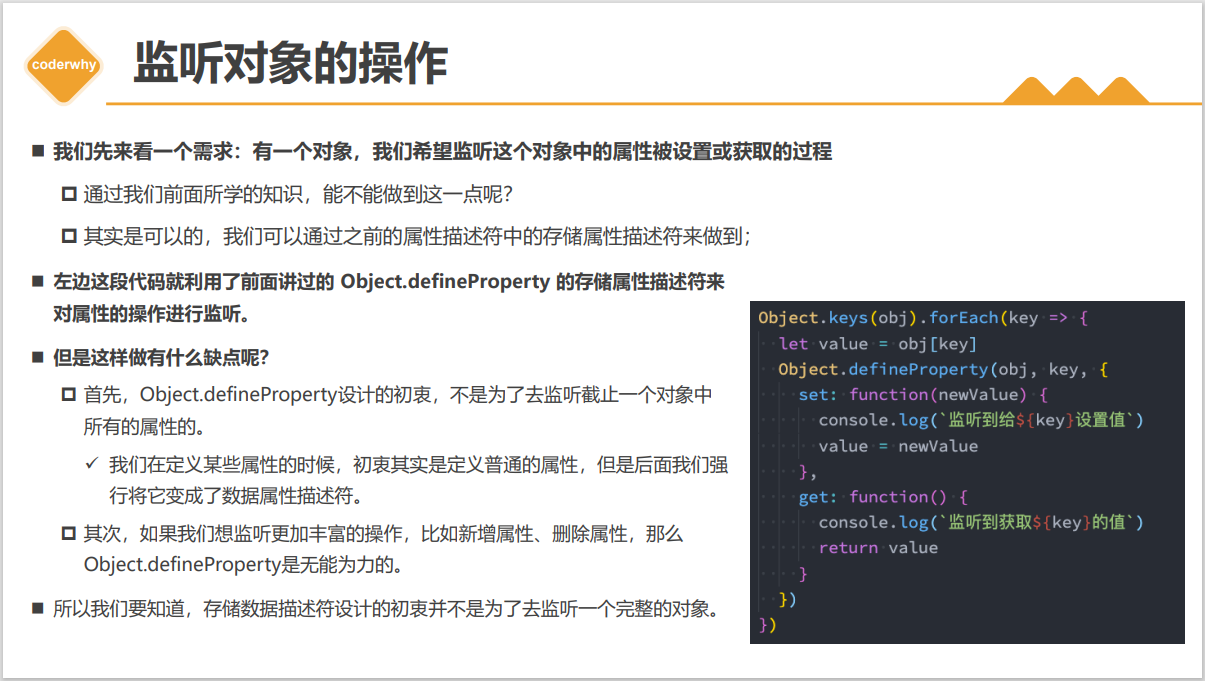 coderwhy
监听对象的操作
我们先来看一个需求：有一个对象，我们希望监听这个对象中的属性被设置或获取的过程
通过我们前面所学的知识，能不能做到这一点呢？
其实是可以的，我们可以通过之前的属性描述符中的存储属性描述符来做到；
左边这段代码就利用了前面讲过的 Object.defineProperty 的存储属性描述符来
对属性的操作进行监听。
但是这样做有什么缺点呢？
首先，Object.defineProperty设计的初衷，不是为了去监听截止一个对象中
所有的属性的。
我们在定义某些属性的时候，初衷其实是定义普通的属性，但是后面我们强
行将它变成了数据属性描述符。
其次，如果我们想监听更加丰富的操作，比如新增属性、删除属性，那么
Object.defineProperty是无能为力的。
所以我们要知道，存储数据描述符设计的初衷并不是为了去监听一个完整的对象。
Object.keys(obj).forEach(key => {
  let value = obj[key]
  Object.defineProperty(obj, key, {
    set: function(newValue) {
      console.log(`监听到给${key}设置值`)
      value = newValue
    },
    get: function() {
      console.log(`监听到获取${key}的值`)
      return value
    }
  })
})